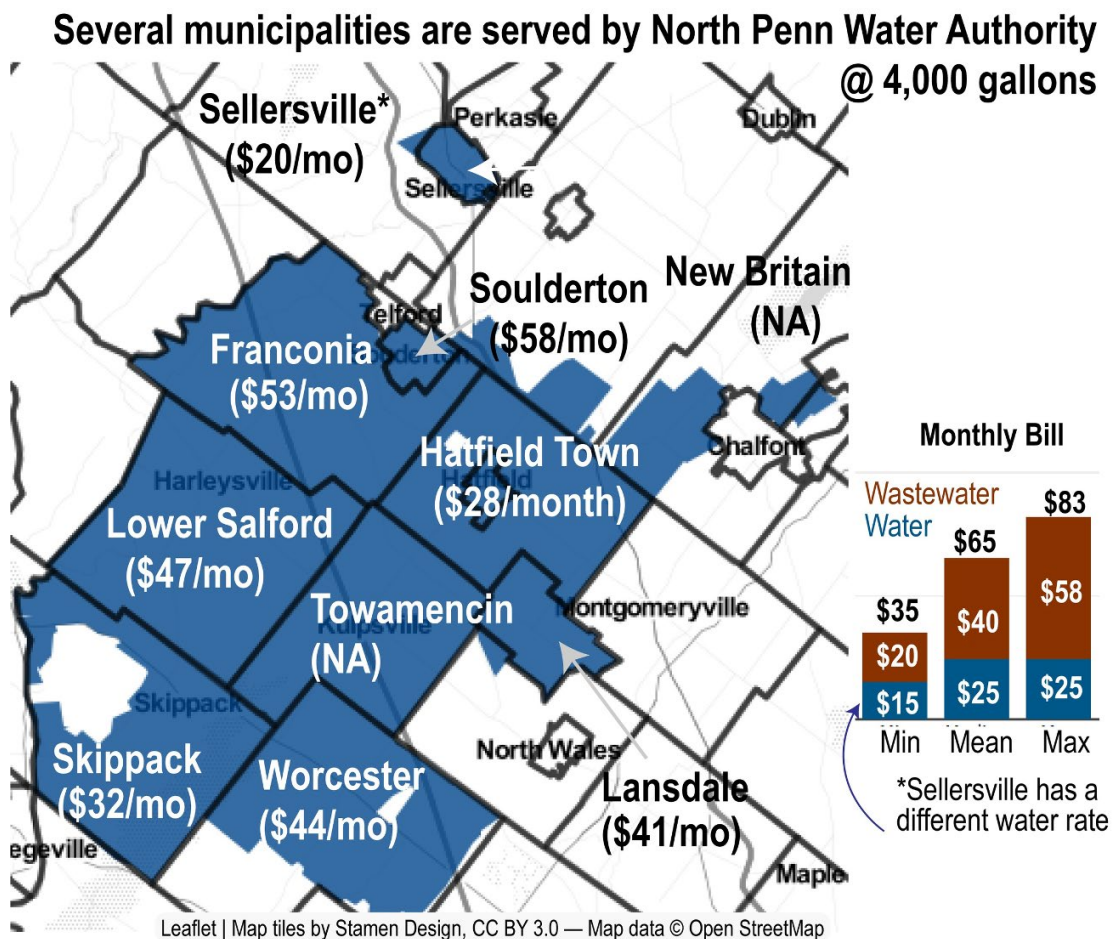 Several municipalities are served by North Penn Water Authority
@ 4,000 gallons
Sellersville*
($20/mo)
Perkasie
Dublin
Sellersville
New Britain
(NA)
Soulderton
($58/mo)
Telford
Franconia
($53/mo)
Chalfont
Hatfield Town
($28/month)
Hatfield
Harleysville
Lower Salford
($47/mo)
Towamencin
Kulpsville
(NA)
Montgomeryville
Skippack
Skippack
($32/mo)
Worcester
($44/mo)
North Wales
Lansdale
($41/mo)
egeville
Maple
Monthly Bill
Wastewater
Water
$35
$20
$15
$65
$40
$25
$83
$58
$25
Min Mean Max
*Sellersville has a
different water rate
Leaflet | Map tiles by Stamen Design, CC BY 3.0 — Map data © OpenStreetMap